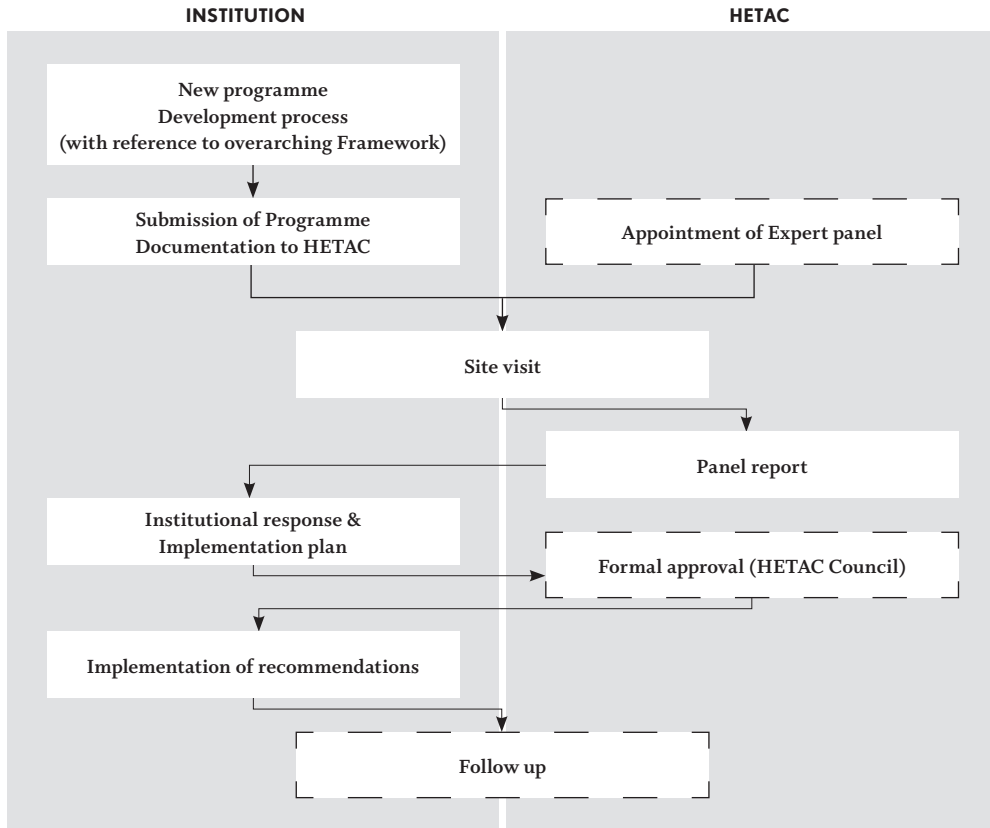 INSTITUTION
HETAC
New programme
Development process
(with reference to overarching Framework)
Submission of Programme
Documentation to HETAC
Appointment of Expert panel
Site visit
Panel report
Institutional response &
Implementation plan
Formal approval (HETAC Council)
Implementation of recommendations
Follow up